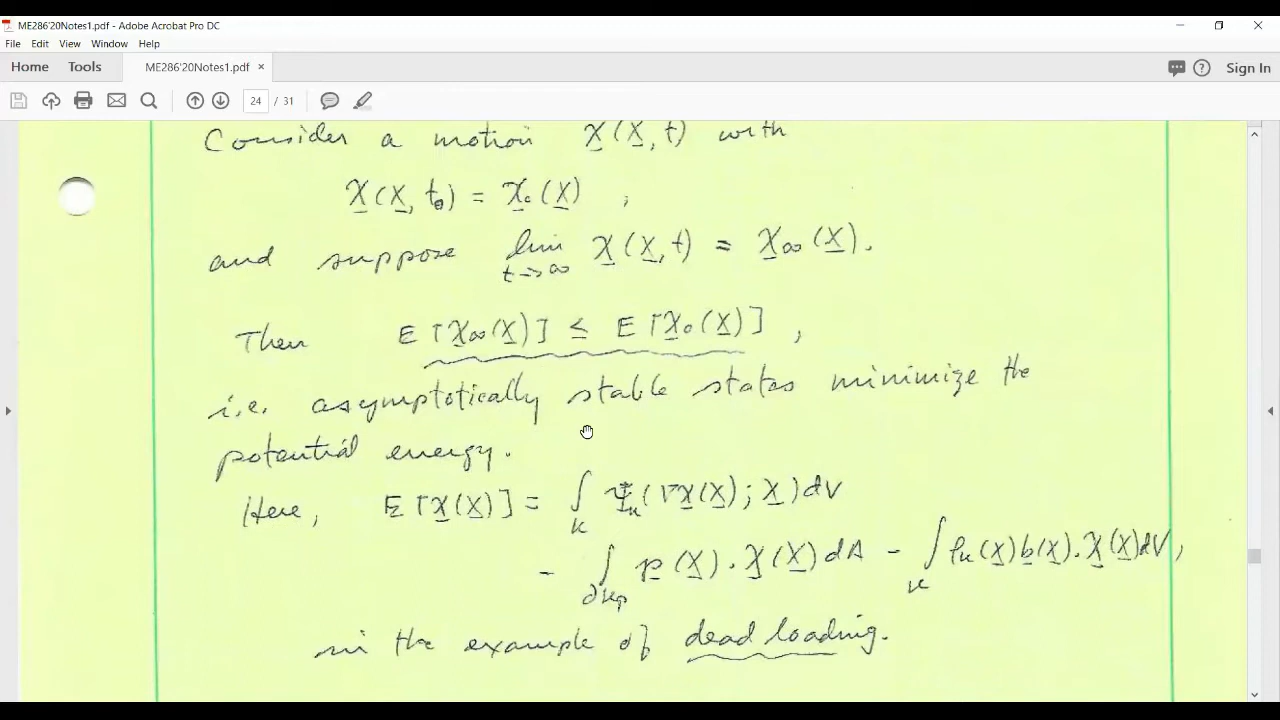 ME286'20Notes1.pdf - Adobe Acrobat Pro DC
File Edit View Window Help
Home Tools ME286'20Notes1.pdf × Sign In
24 / 31
Consider a motion χ(X, t) with
χ(X, t₀) = χ₀(X) ,
and suppose lim t→∞ χ(X, t) = χ∞(X).
Then E[χ∞(X)] ≤ E[χ₀(X)] ,
i.e. asymptotically stable states minimize the
potential energy.
Here, E[χ(X)] = ∫κ Ψκ(∇χ(X); X) dV
- ∫∂κp p(X) · χ(X) dA - ∫κ ρκ(X) b(X) · χ(X) dV,
in the example of dead loading.